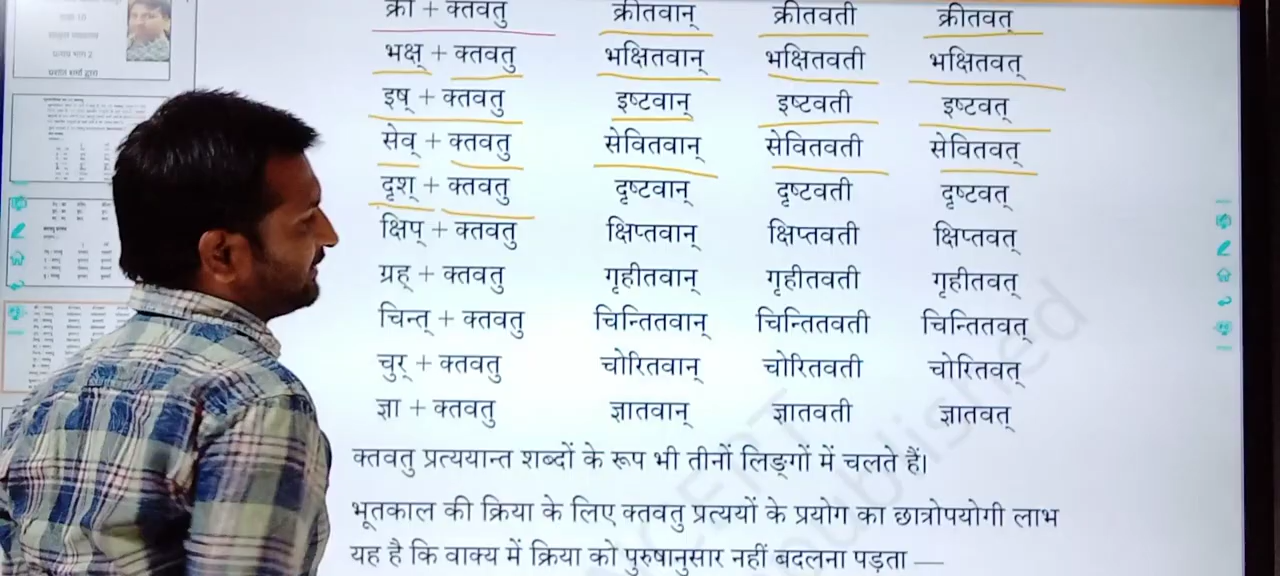 क्री + क्तवतु क्रीतवान् क्रीतवती क्रीतवत्
भक्ष् + क्तवतु भक्षितवान् भक्षितवती भक्षितवत्
इष् + क्तवतु इष्टवान् इष्टवती इष्टवत्
सेव् + क्तवतु सेवितवान् सेवितवती सेवितवत्
दृश् + क्तवतु दृष्टवान् दृष्टवती दृष्टवत्
क्षिप् + क्तवतु क्षिप्तवान् क्षिप्तवती क्षिप्तवत्
ग्रह् + क्तवतु गृहीतवान् गृहीतवती गृहीतवत्
चिन्त् + क्तवतु चिन्तितवान् चिन्तितवती चिन्तितवत्
चुर् + क्तवतु चोरितवान् चोरितवती चोरितवत्
ज्ञा + क्तवतु ज्ञातवान् ज्ञातवती ज्ञातवत्
क्तवतु प्रत्ययान्त शब्दों के रूप भी तीनों लिङ्गों में चलते हैं।
भूतकाल की क्रिया के लिए क्तवतु प्रत्ययों के प्रयोग का छात्रोपयोगी लाभ
यह है कि वाक्य में क्रिया को पुरुषानुसार नहीं बदलना पड़ता —